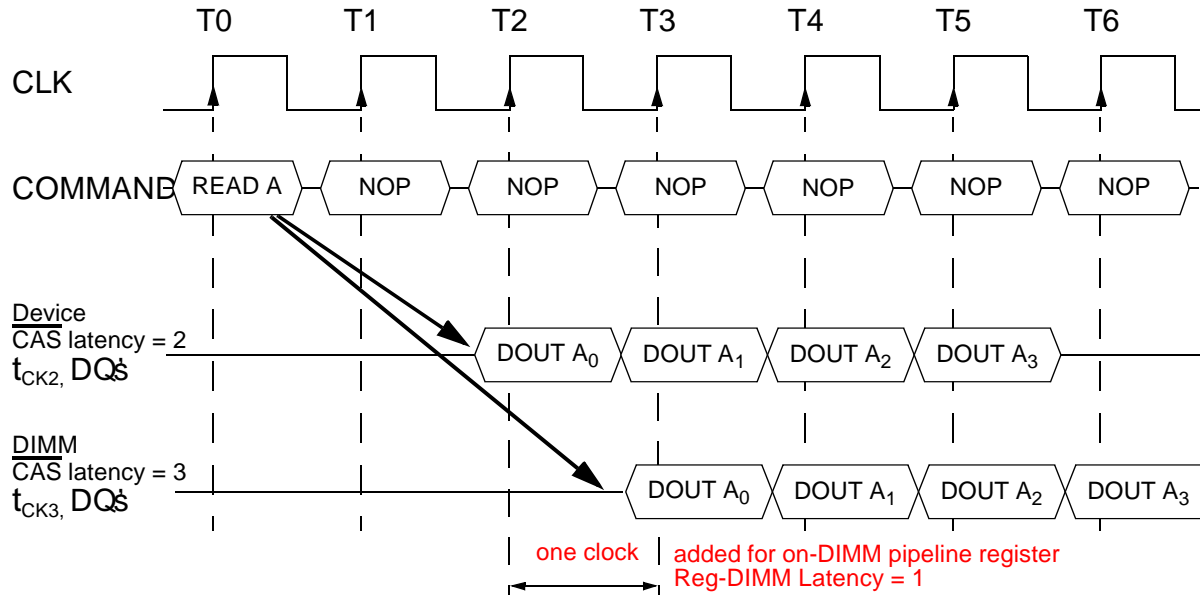 T0 T1 T2 T3 T4 T5 T6
CLK
COMMAND READ A NOP NOP NOP NOP NOP NOP
Device
CAS latency = 2
tCK2, DQ's DOUT A0 DOUT A1 DOUT A2 DOUT A3
DIMM
CAS latency = 3
tCK3, DQ's DOUT A0 DOUT A1 DOUT A2 DOUT A3
one clock added for on-DIMM pipeline register
Reg-DIMM Latency = 1